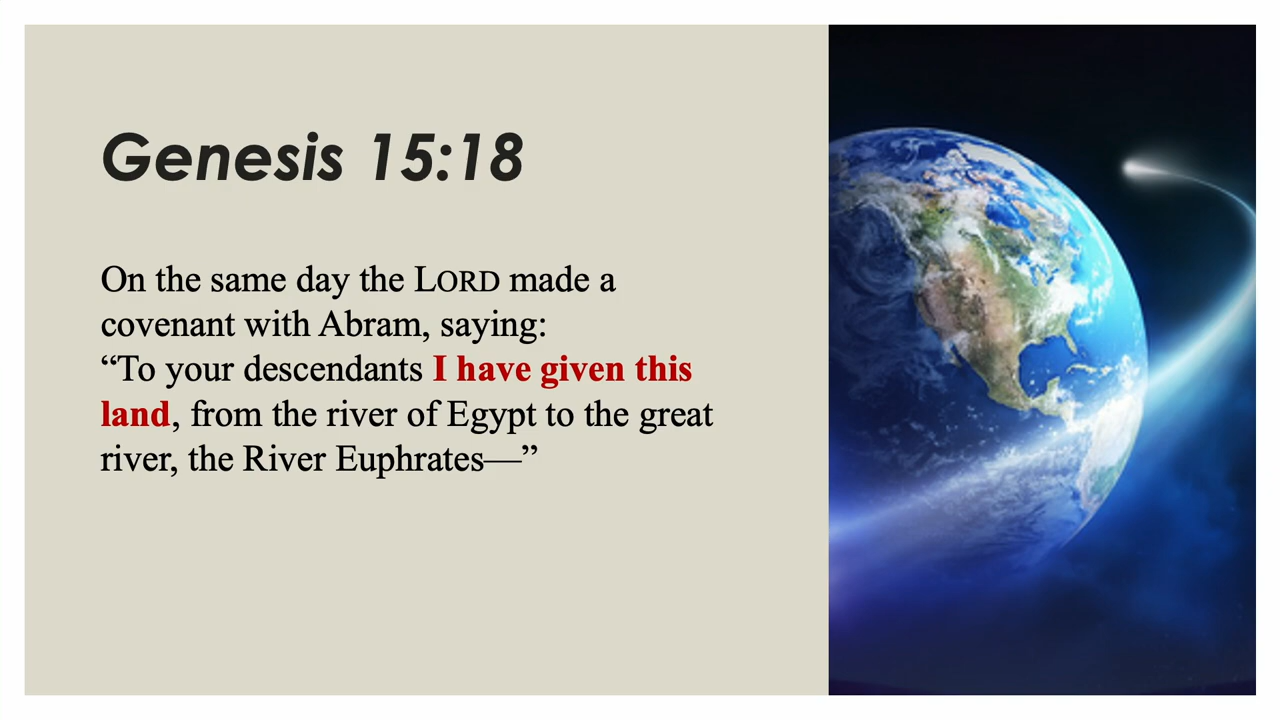 Genesis 15:18
On the same day the LORD made a
covenant with Abram, saying:
“To your descendants I have given this
land, from the river of Egypt to the great
river, the River Euphrates—”